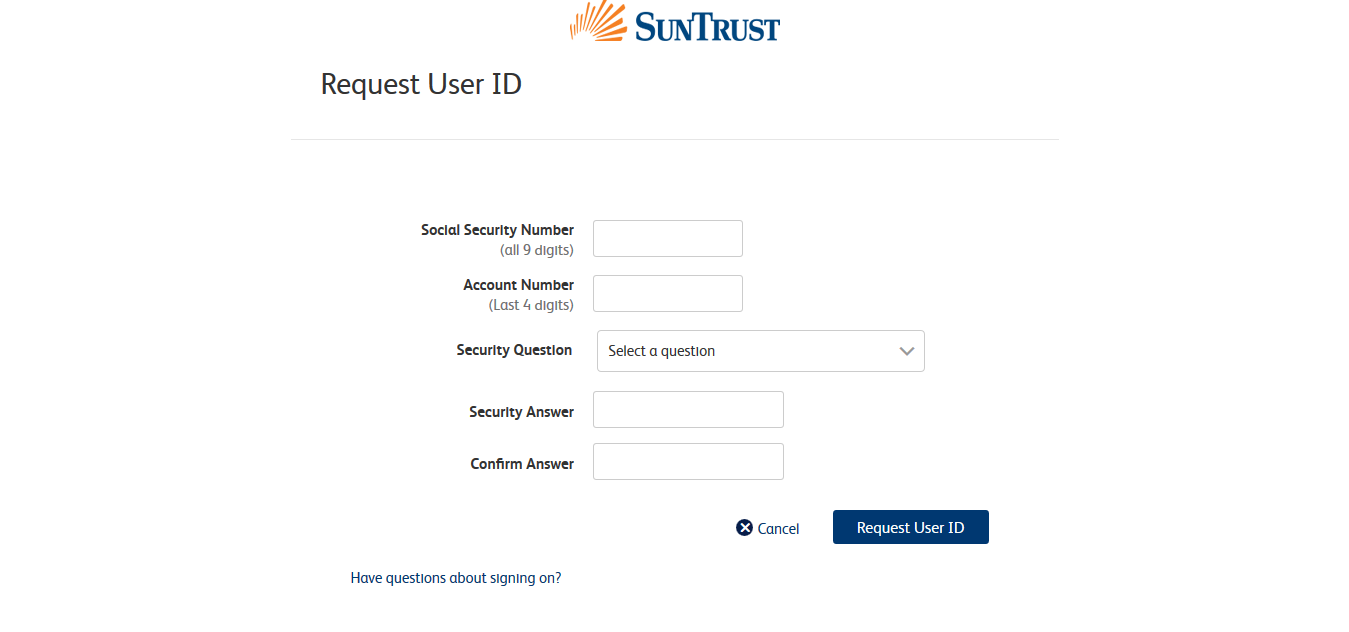 SUNTRUST
Request User ID
Social Security Number
(all 9 digits)
Account Number
(Last 4 digits)
Security Question
Select a question
Security Answer
Confirm Answer
Cancel
Request User ID
Have questions about signing on?